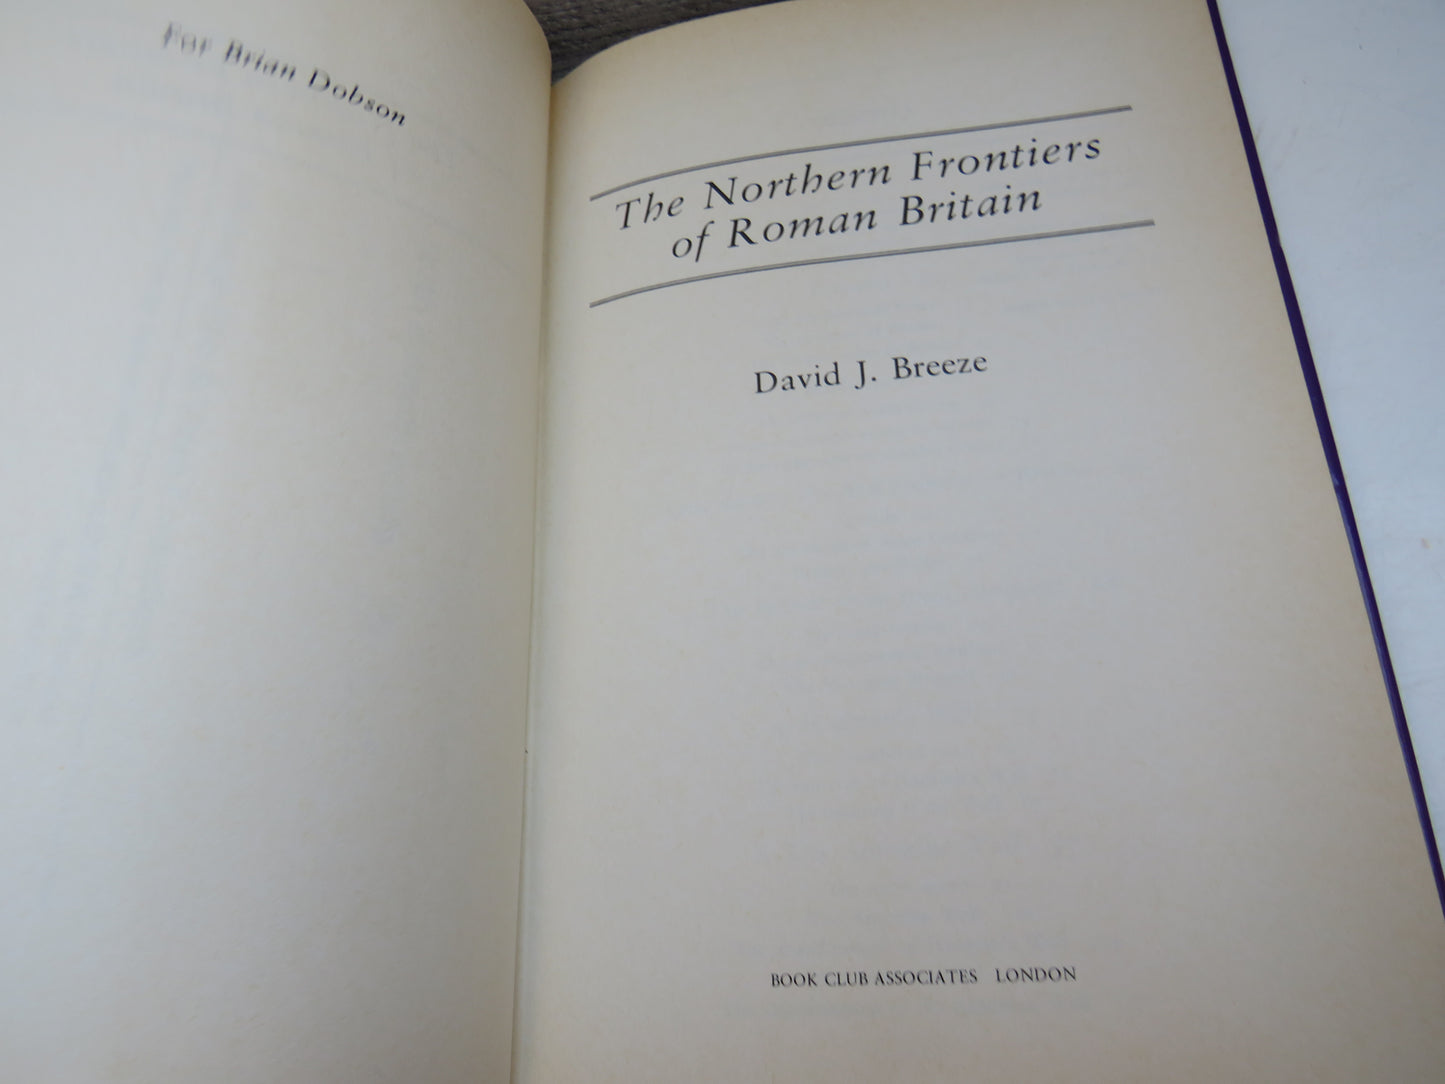 For Brian Dobson
The Northern Frontiers
of Roman Britain
David J. Breeze
BOOK CLUB ASSOCIATES LONDON